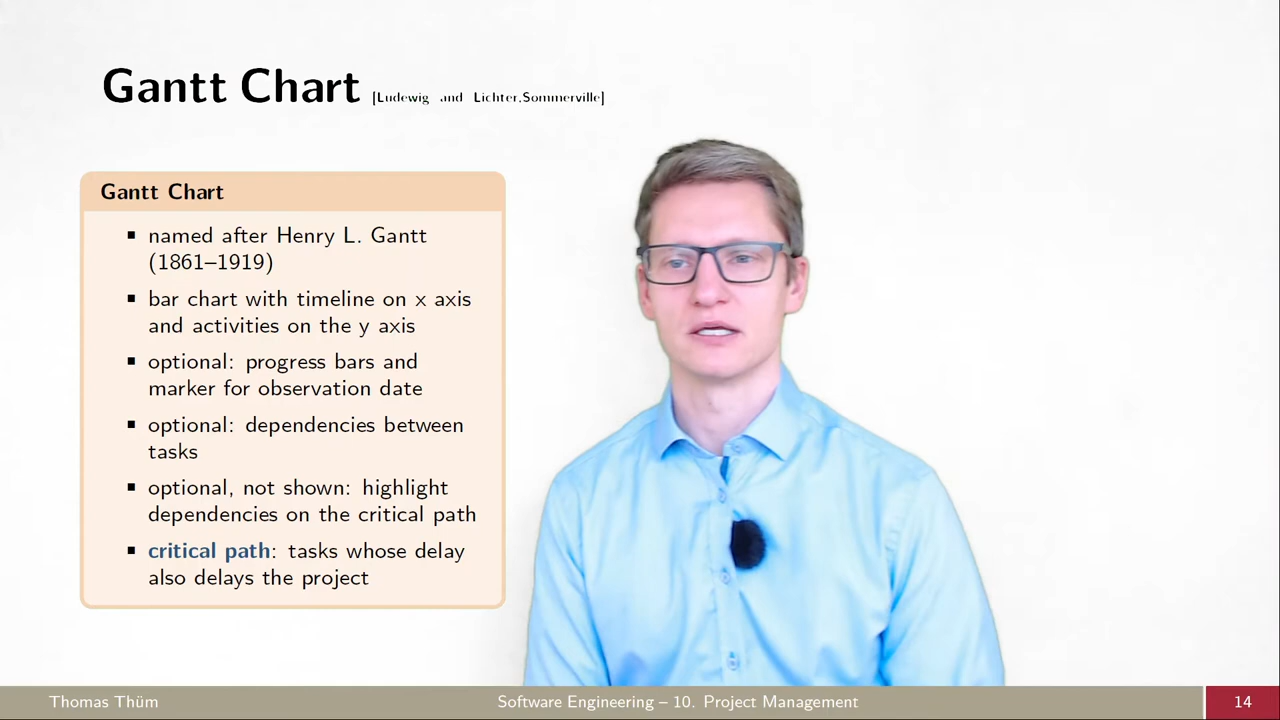 Gantt Chart [Ludewig and Lichter,Sommerville]
Gantt Chart
▪ named after Henry L. Gantt
(1861–1919)
▪ bar chart with timeline on x axis
and activities on the y axis
▪ optional: progress bars and
marker for observation date
▪ optional: dependencies between
tasks
▪ optional, not shown: highlight
dependencies on the critical path
▪ critical path: tasks whose delay
also delays the project
Thomas Thüm
Software Engineering – 10. Project Management
14